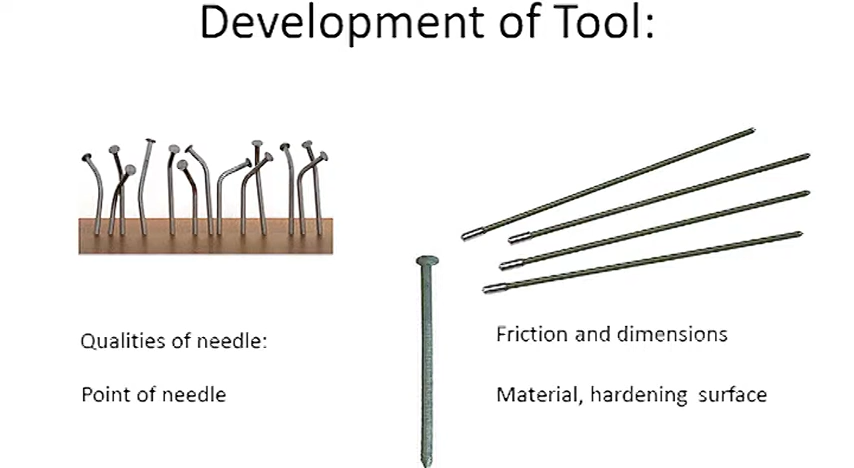 Development of Tool:
Qualities of needle:
Point of needle
Friction and dimensions
Material, hardening surface